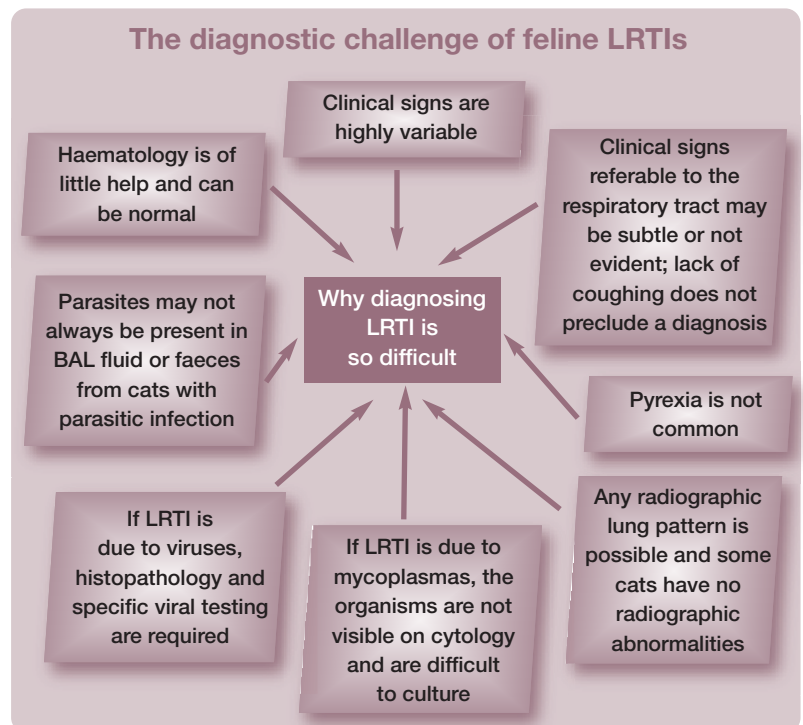 The diagnostic challenge of feline LRTIs
Clinical signs are
highly variable
Haematology is of
little help and can
be normal
Clinical signs
referable to the
respiratory tract may
be subtle or not
evident; lack of
coughing does not
preclude a diagnosis
Parasites may not
always be present in
BAL fluid or faeces
from cats with
parasitic infection
Why diagnosing
LRTI is
so difficult
Pyrexia is not
common
If LRTI is
due to viruses,
histopathology and
specific viral testing
are required
If LRTI is due to
mycoplasmas, the
organisms are not
visible on cytology
and are difficult
to culture
Any radiographic
lung pattern is
possible and some
cats have no
radiographic
abnormalities